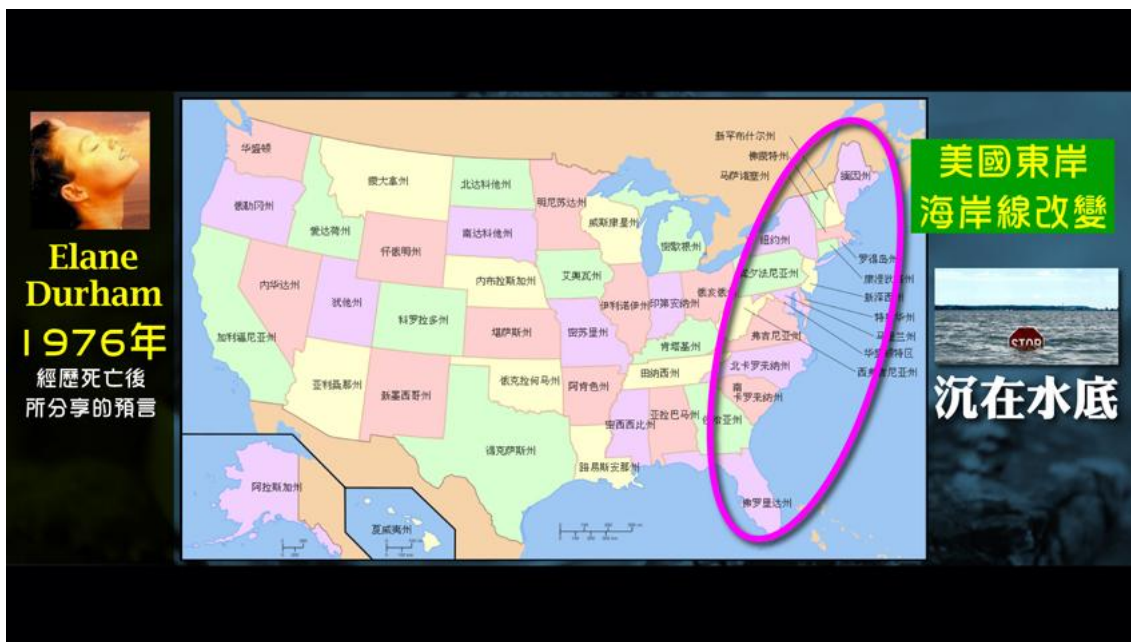 Elane
Durham
1976年
經歷死亡後
所分享的預言
美國東岸
海岸線改變
STOP
沉在水底
华盛顿
俄勒冈州
加利福尼亚州
内华达州
爱达荷州
蒙大拿州
怀俄明州
犹他州
亚利桑那州
科罗拉多州
新墨西哥州
北达科他州
南达科他州
内布拉斯加州
堪萨斯州
俄克拉何马州
得克萨斯州
明尼苏达州
艾奥瓦州
密苏里州
阿肯色州
路易斯安那州
威斯康星州
伊利诺伊州
密歇根州
印第安纳州
俄亥俄州
肯塔基州
田纳西州
密西西比州
亚拉巴马州
佐治亚州
佛罗里达州
南
卡罗来纳州
北卡罗来纳州
弗吉尼亚州
宾夕法尼亚州
纽约州
新罕布什尔州
佛蒙特州
马萨诸塞州
缅因州
罗得岛州
康涅狄格州
新泽西州
特拉华州
马里兰州
华盛顿特区
西弗吉尼亚州
阿拉斯加州
夏威夷州